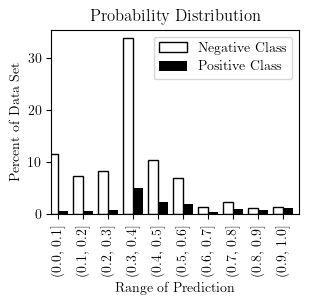 Probability Distribution
Negative Class
Positive Class
Percent of Data Set
30
20
10
0
(0.0, 0.1]
(0.1, 0.2]
(0.2, 0.3]
(0.3, 0.4]
(0.4, 0.5]
(0.5, 0.6]
(0.6, 0.7]
(0.7, 0.8]
(0.8, 0.9]
(0.9, 1.0]
Range of Prediction